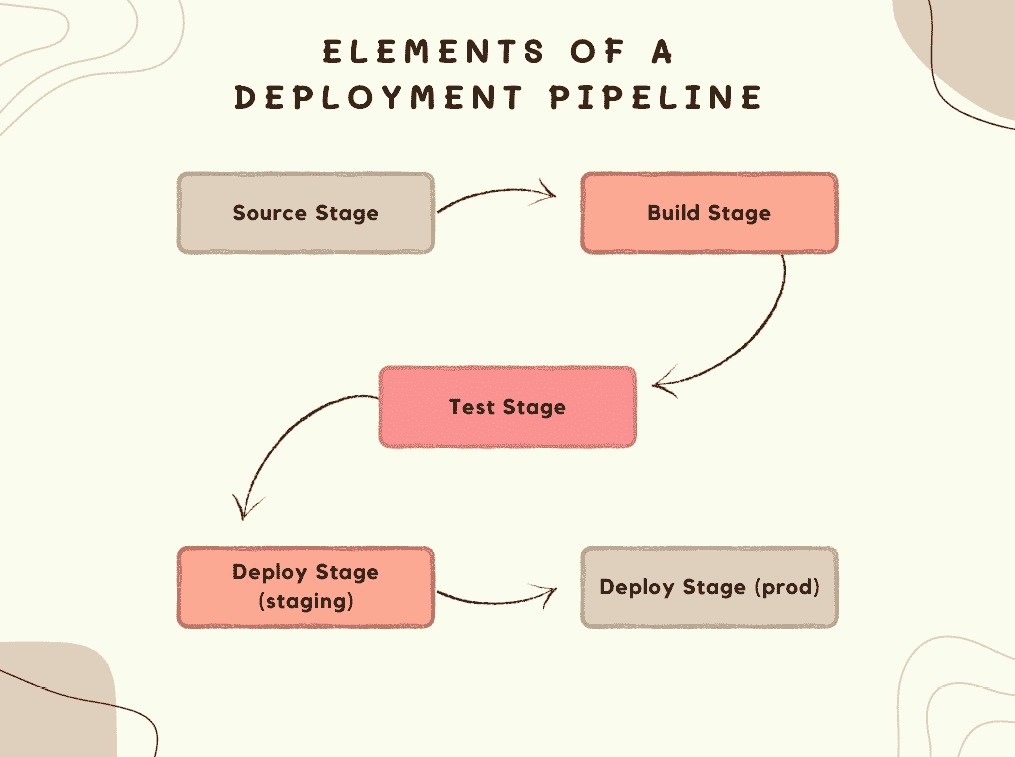 ELEMENTS OF A
DEPLOYMENT PIPELINE
Source Stage
Build Stage
Test Stage
Deploy Stage
(staging)
Deploy Stage (prod)